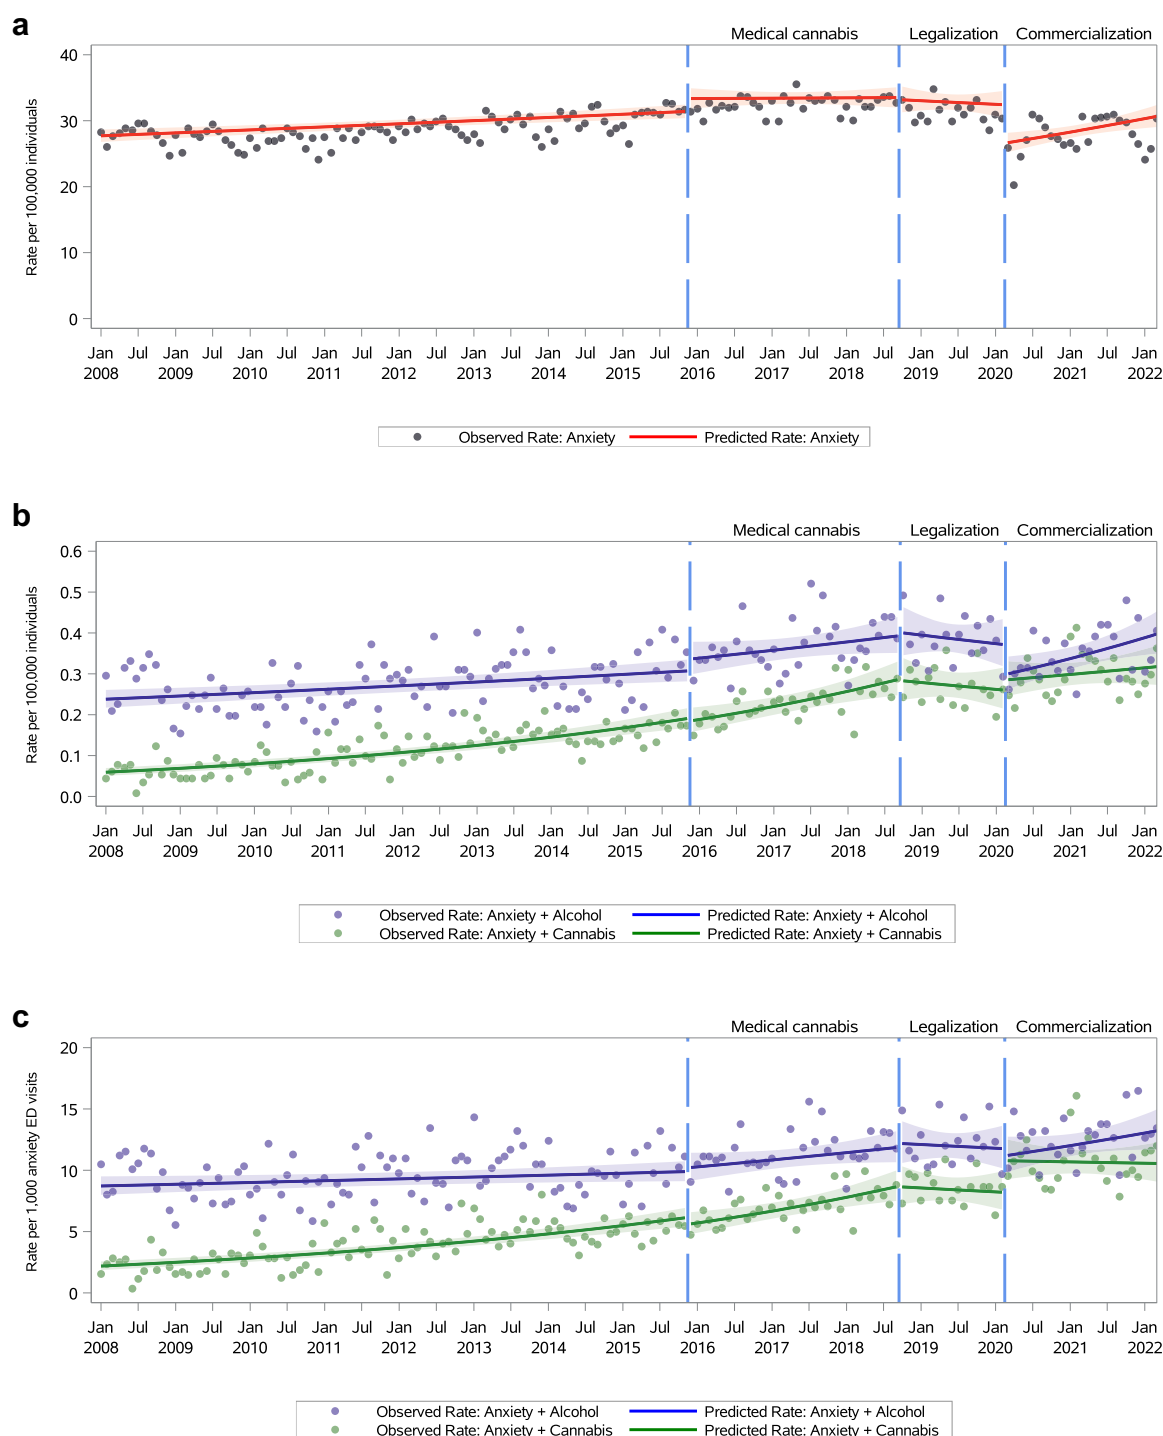 a
Medical cannabis Legalization Commercialization
Rate per 100,000 individuals
40
30
20
10
0
Jan Jul Jan Jul Jan Jul Jan Jul Jan Jul Jan Jul Jan Jul Jan Jul Jan Jul Jan Jul Jan Jul Jan Jul Jan Jul Jan Jul Jan
2008 2009 2010 2011 2012 2013 2014 2015 2016 2017 2018 2019 2020 2021 2022
Observed Rate: Anxiety Predicted Rate: Anxiety
b
Medical cannabis Legalization Commercialization
Rate per 100,000 individuals
0.6
0.5
0.4
0.3
0.2
0.1
0.0
Jan Jul Jan Jul Jan Jul Jan Jul Jan Jul Jan Jul Jan Jul Jan Jul Jan Jul Jan Jul Jan Jul Jan Jul Jan Jul Jan Jul Jan
2008 2009 2010 2011 2012 2013 2014 2015 2016 2017 2018 2019 2020 2021 2022
Observed Rate: Anxiety + Alcohol Predicted Rate: Anxiety + Alcohol
Observed Rate: Anxiety + Cannabis Predicted Rate: Anxiety + Cannabis
c
Medical cannabis Legalization Commercialization
Rate per 1,000 anxiety ED visits
20
15
10
5
0
Jan Jul Jan Jul Jan Jul Jan Jul Jan Jul Jan Jul Jan Jul Jan Jul Jan Jul Jan Jul Jan Jul Jan Jul Jan Jul Jan Jul Jan
2008 2009 2010 2011 2012 2013 2014 2015 2016 2017 2018 2019 2020 2021 2022
Observed Rate: Anxiety + Alcohol Predicted Rate: Anxiety + Alcohol
Observed Rate: Anxiety + Cannabis Predicted Rate: Anxiety + Cannabis